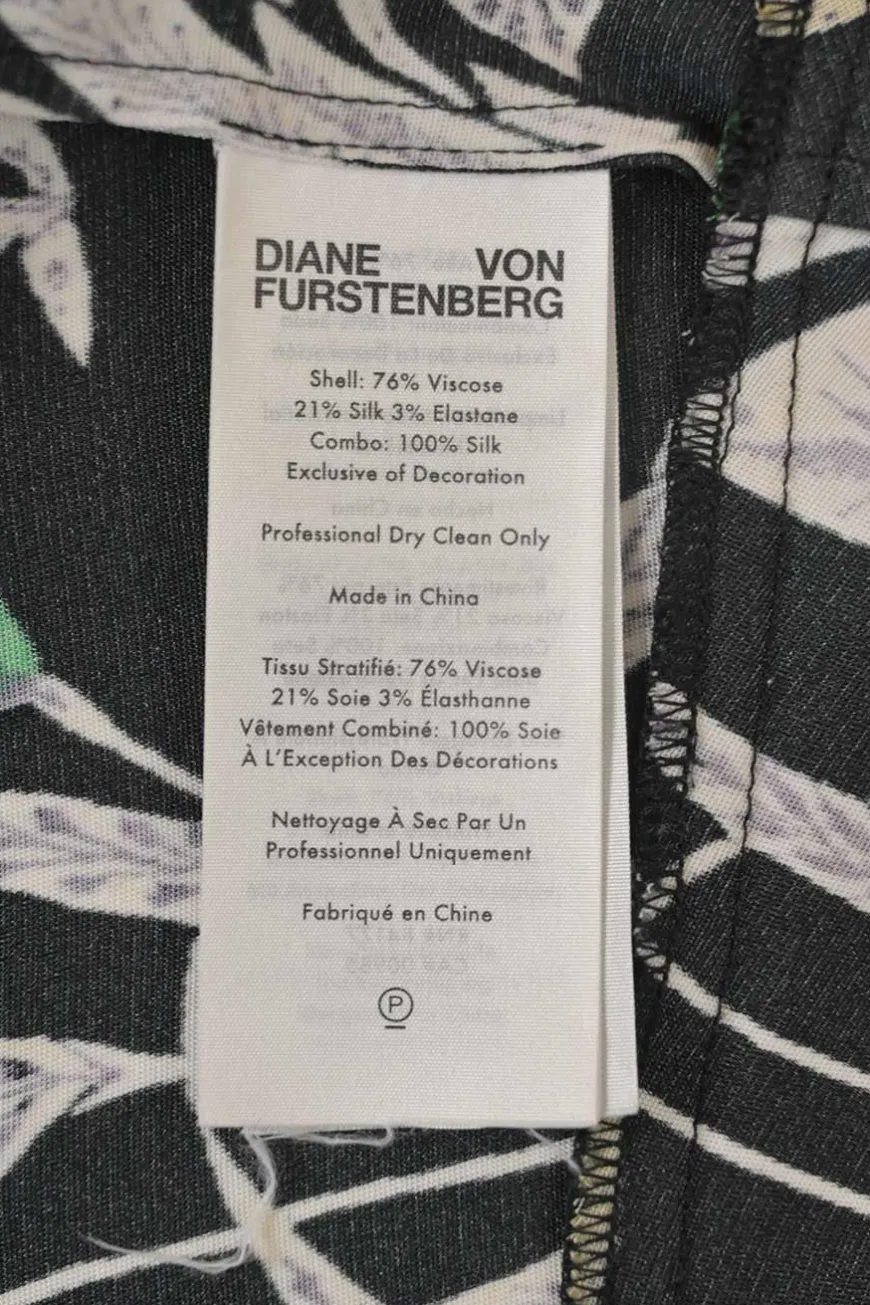 DIANE VON
FURSTENBERG
Shell: 76% Viscose
21% Silk 3% Elastane
Combo: 100% Silk
Exclusive of Decoration
Professional Dry Clean Only
Made in China
Tissu Stratifié: 76% Viscose
21% Soie 3% Élasthanne
Vêtement Combiné: 100% Soie
À L'Exception Des Décorations
Nettoyage À Sec Par Un
Professionnel Uniquement
Fabriqué en Chine
P